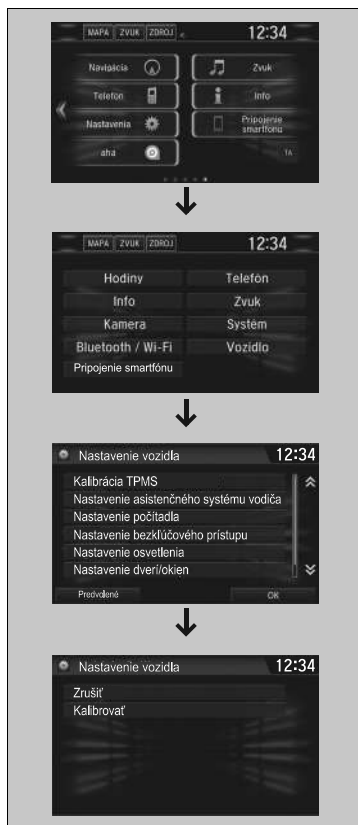 MAPA ZVUK ZDROJ 12:34
Navigácia Zvuk
Telefón Info
Nastavenia Pripojenie smartfónu
aha
MAPA ZVUK ZDROJ 12:34
Hodiny Telefón
Info Zvuk
Kamera Systém
Bluetooth / Wi-Fi Vozidlo
Pripojenie smartfónu
Nastavenie vozidla 12:34
Kalibrácia TPMS
Nastavenie asistenčného systému vodiča
Nastavenie počítadla
Nastavenie bezkľúčového prístupu
Nastavenie osvetlenia
Nastavenie dverí/okien
Predvolené OK
Nastavenie vozidla 12:34
Zrušiť
Kalibrovať